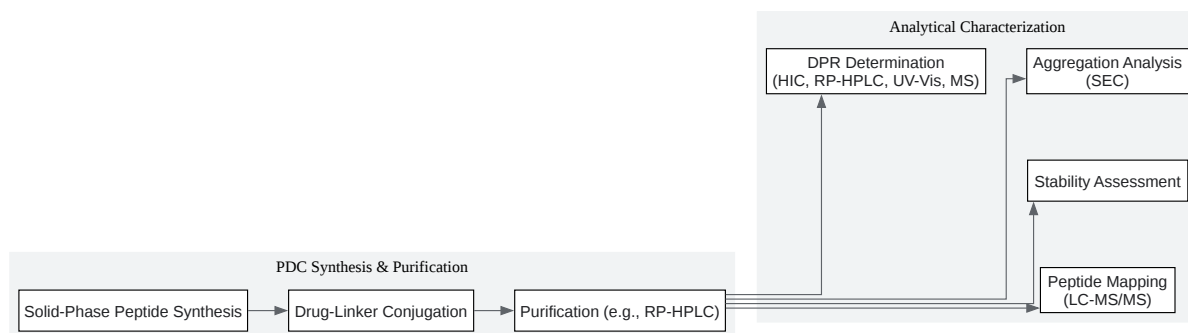 Analytical Characterization
DPR Determination
(HIC, RP-HPLC, UV-Vis, MS)
Aggregation Analysis
(SEC)
Stability Assessment
Peptide Mapping
(LC-MS/MS)
PDC Synthesis & Purification
Solid-Phase Peptide Synthesis
Drug-Linker Conjugation
Purification (e.g., RP-HPLC)